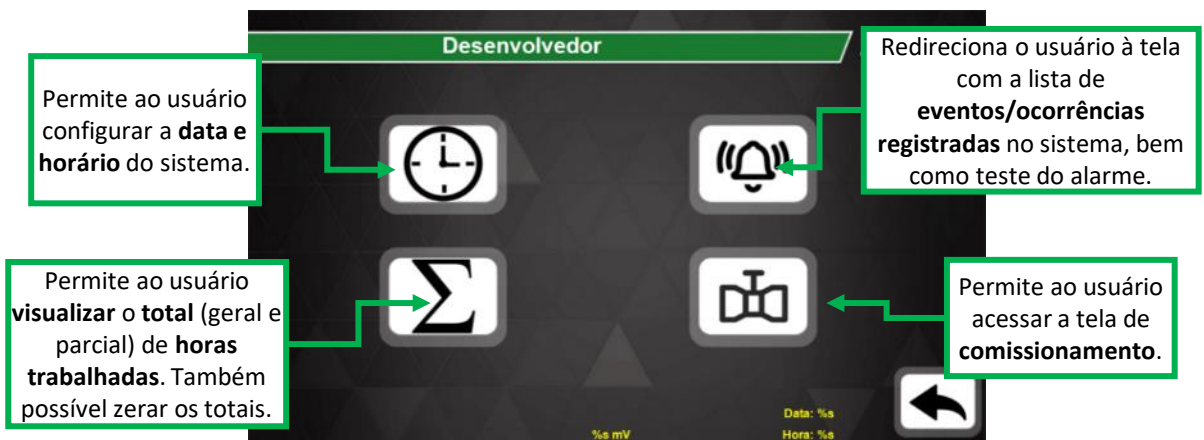 Desenvolvedor
Permite ao usuário
configurar a data e
horário do sistema.
Redireciona o usuário à tela
com a lista de
eventos/ocorrências
registradas no sistema, bem
como teste do alarme.
Permite ao usuário
visualizar o total (geral e
parcial) de horas
trabalhadas. Também
possível zerar os totais.
Permite ao usuário
acessar a tela de
comissionamento.
Σ
%s mV
Data: %s
Hora: %s